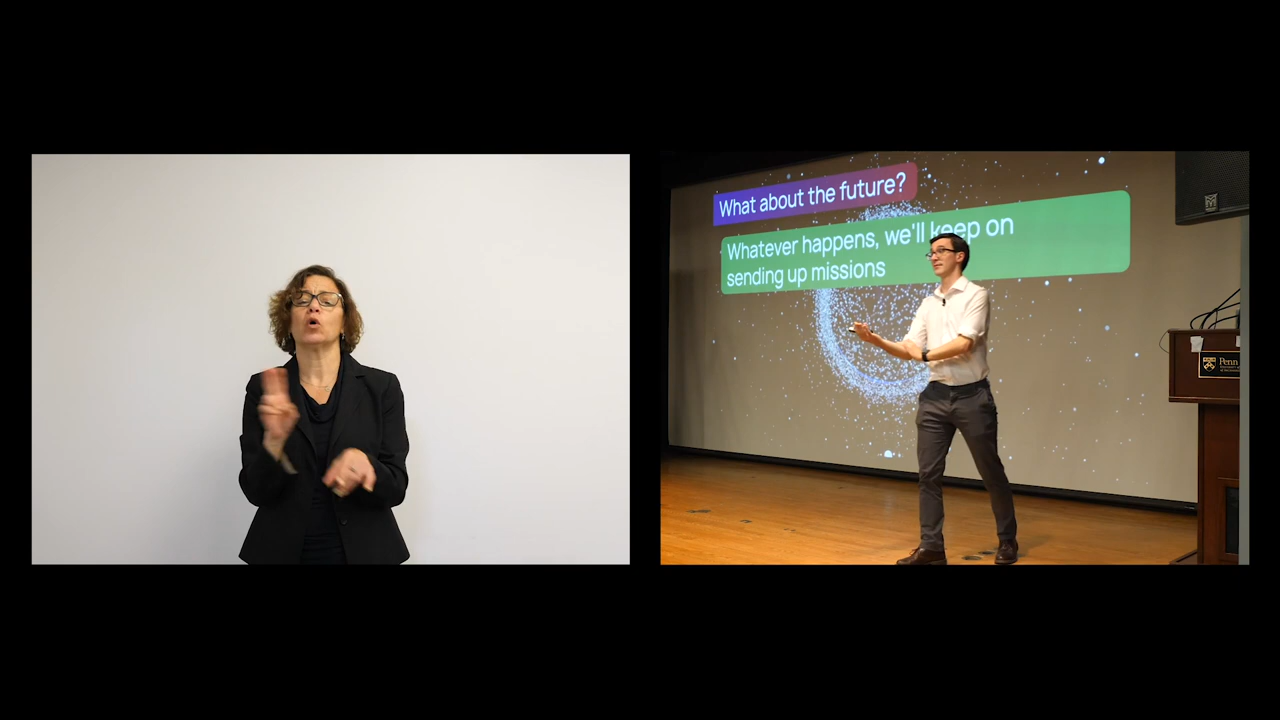 What about the future?
Whatever happens, we'll keep on
sending up missions
Penn